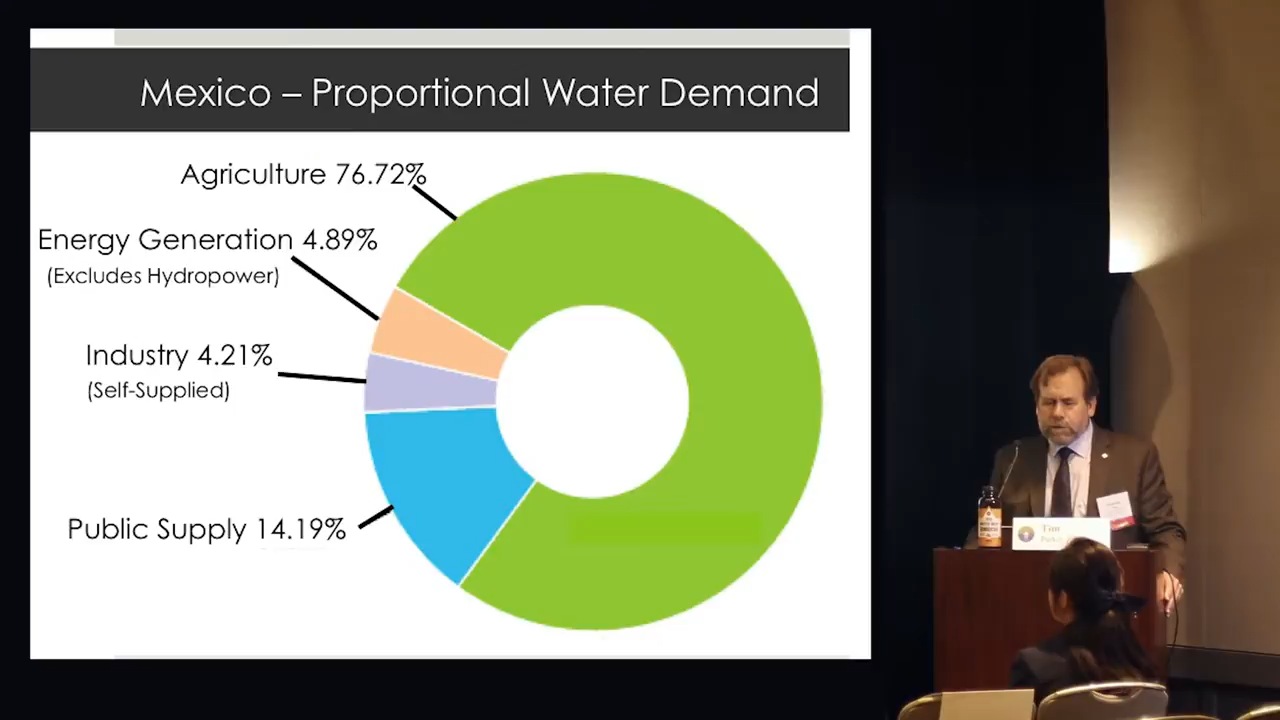 Mexico – Proportional Water Demand
Agriculture 76.72%
Energy Generation 4.89%
(Excludes Hydropower)
Industry 4.21%
(Self-Supplied)
Public Supply 14.19%
Tim